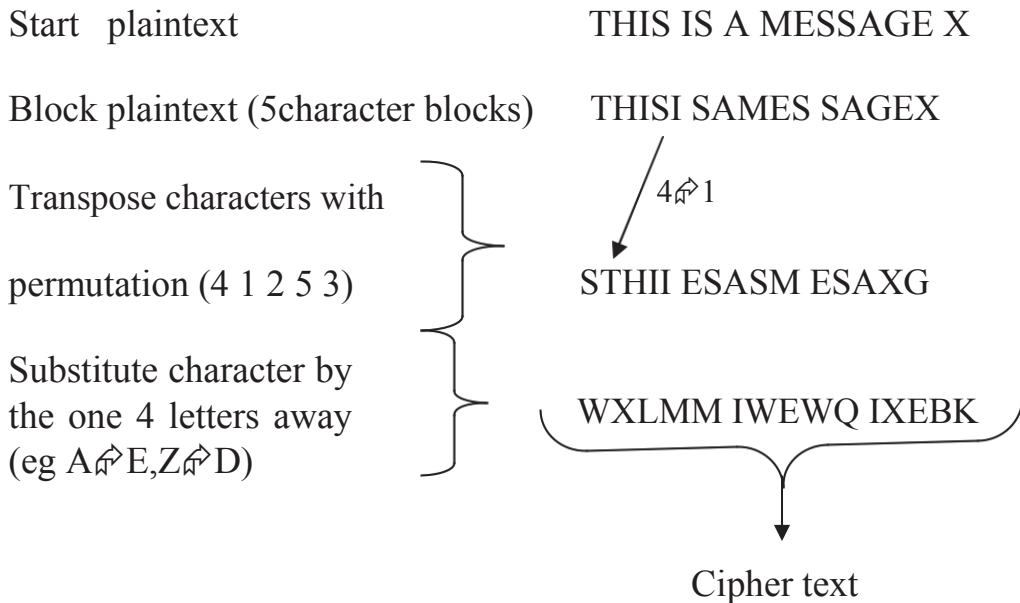 Start plaintext THIS IS A MESSAGE X
Block plaintext (5character blocks) THISI SAMES SAGEX
Transpose characters with
4⮳1
permutation (4 1 2 5 3) STHII ESASM ESAXG
Substitute character by
the one 4 letters away WXLMM IWEWQ IXEBK
(eg A⮳E,Z⮳D)
Cipher text